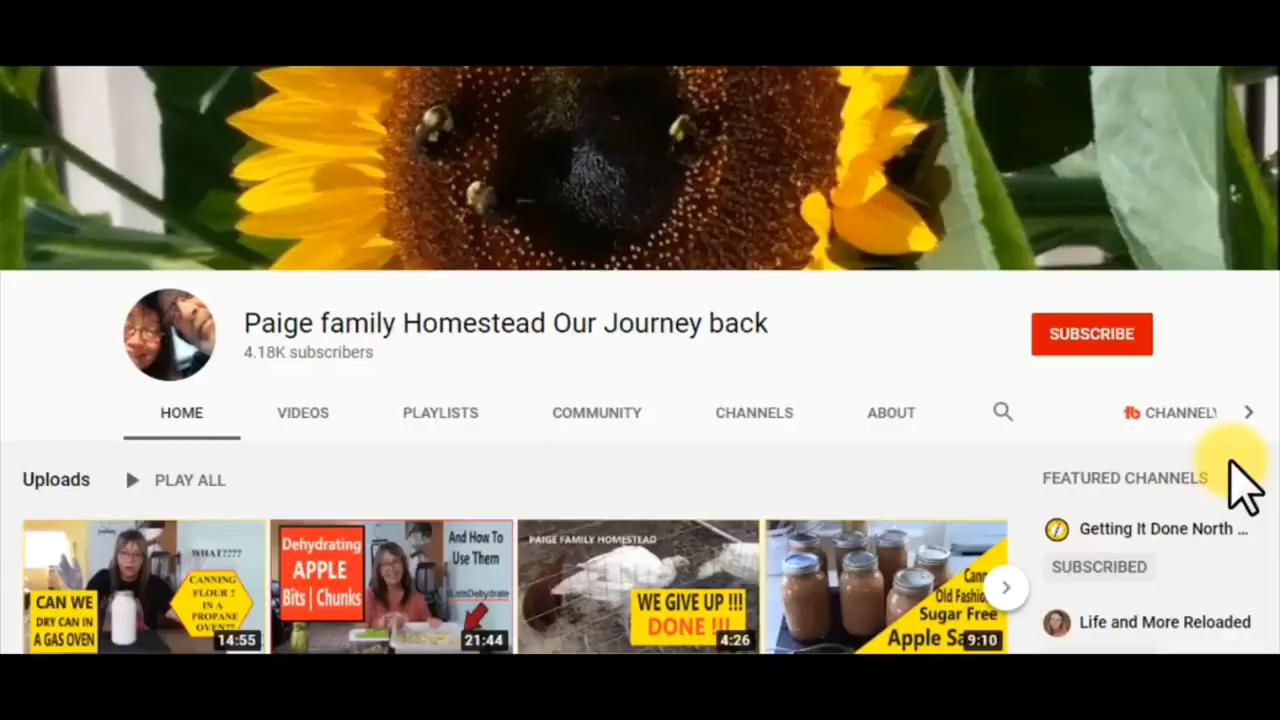 Paige family Homestead Our Journey back
4.18K subscribers
SUBSCRIBE
HOME
VIDEOS
PLAYLISTS
COMMUNITY
CHANNELS
ABOUT
tb CHANNEL
Uploads
PLAY ALL
FEATURED CHANNELS
CAN WE
DRY CAN IN
A GAS OVEN
WHAT????
CANNING
FLOUR ?
IN A
PROPANE
OVEN??
14:55
Dehydrating
APPLE
Bits | Chunks
And How To
Use Them
#LetsDehydrate
21:44
PAIGE FAMILY HOMESTEAD
WE GIVE UP !!!
DONE !!!
4:26
Old Fashio
Sugar Free
Apple Sa
9:10
Getting It Done North ...
SUBSCRIBED
Life and More Reloaded